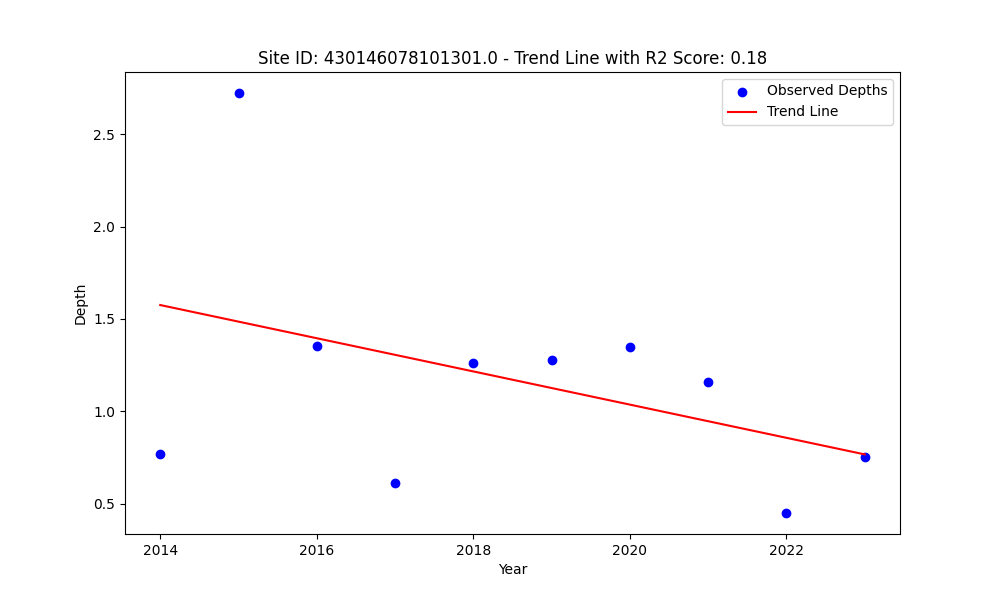 Site ID: 430146078101301.0 - Trend Line with R2 Score: 0.18
Observed Depths
Trend Line
Depth
2.5
2.0
1.5
1.0
0.5
2014
2016
2018
2020
2022
Year